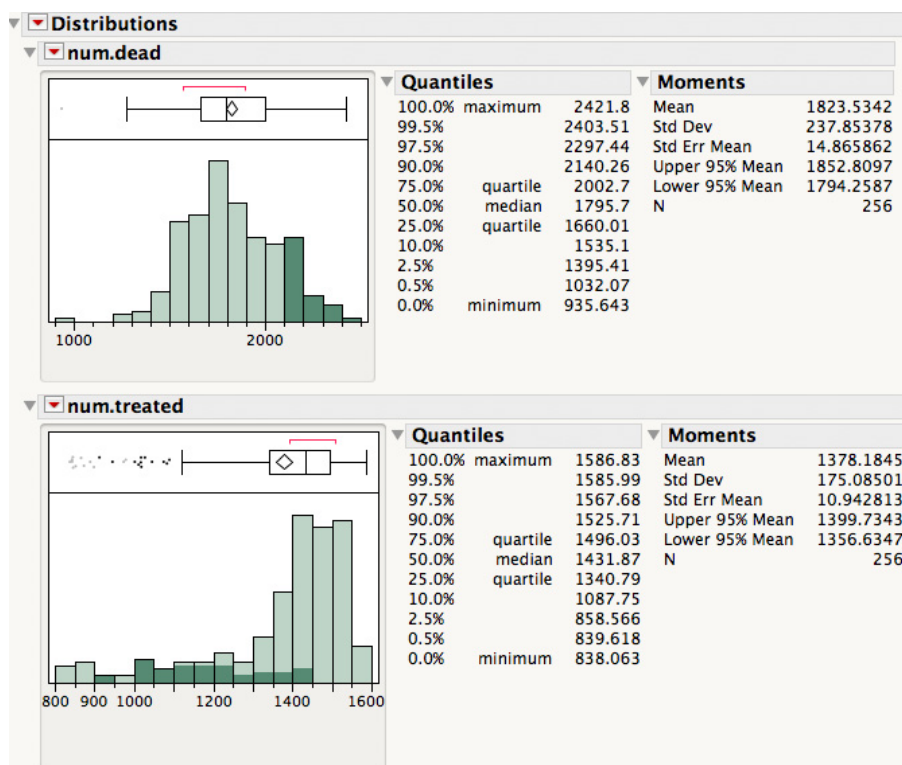 Distributions
num.dead
Quantiles
100.0% maximum 2421.8
99.5% 2403.51
97.5% 2297.44
90.0% 2140.26
75.0% quartile 2002.7
50.0% median 1795.7
25.0% quartile 1660.01
10.0% 1535.1
2.5% 1395.41
0.5% 1032.07
0.0% minimum 935.643
Moments
Mean 1823.5342
Std Dev 237.85378
Std Err Mean 14.865862
Upper 95% Mean 1852.8097
Lower 95% Mean 1794.2587
N 256
1000 2000
num.treated
Quantiles
100.0% maximum 1586.83
99.5% 1585.99
97.5% 1567.68
90.0% 1525.71
75.0% quartile 1496.03
50.0% median 1431.87
25.0% quartile 1340.79
10.0% 1087.75
2.5% 858.566
0.5% 839.618
0.0% minimum 838.063
Moments
Mean 1378.1845
Std Dev 175.08501
Std Err Mean 10.942813
Upper 95% Mean 1399.7343
Lower 95% Mean 1356.6347
N 256
800 900 1000 1200 1400 1600